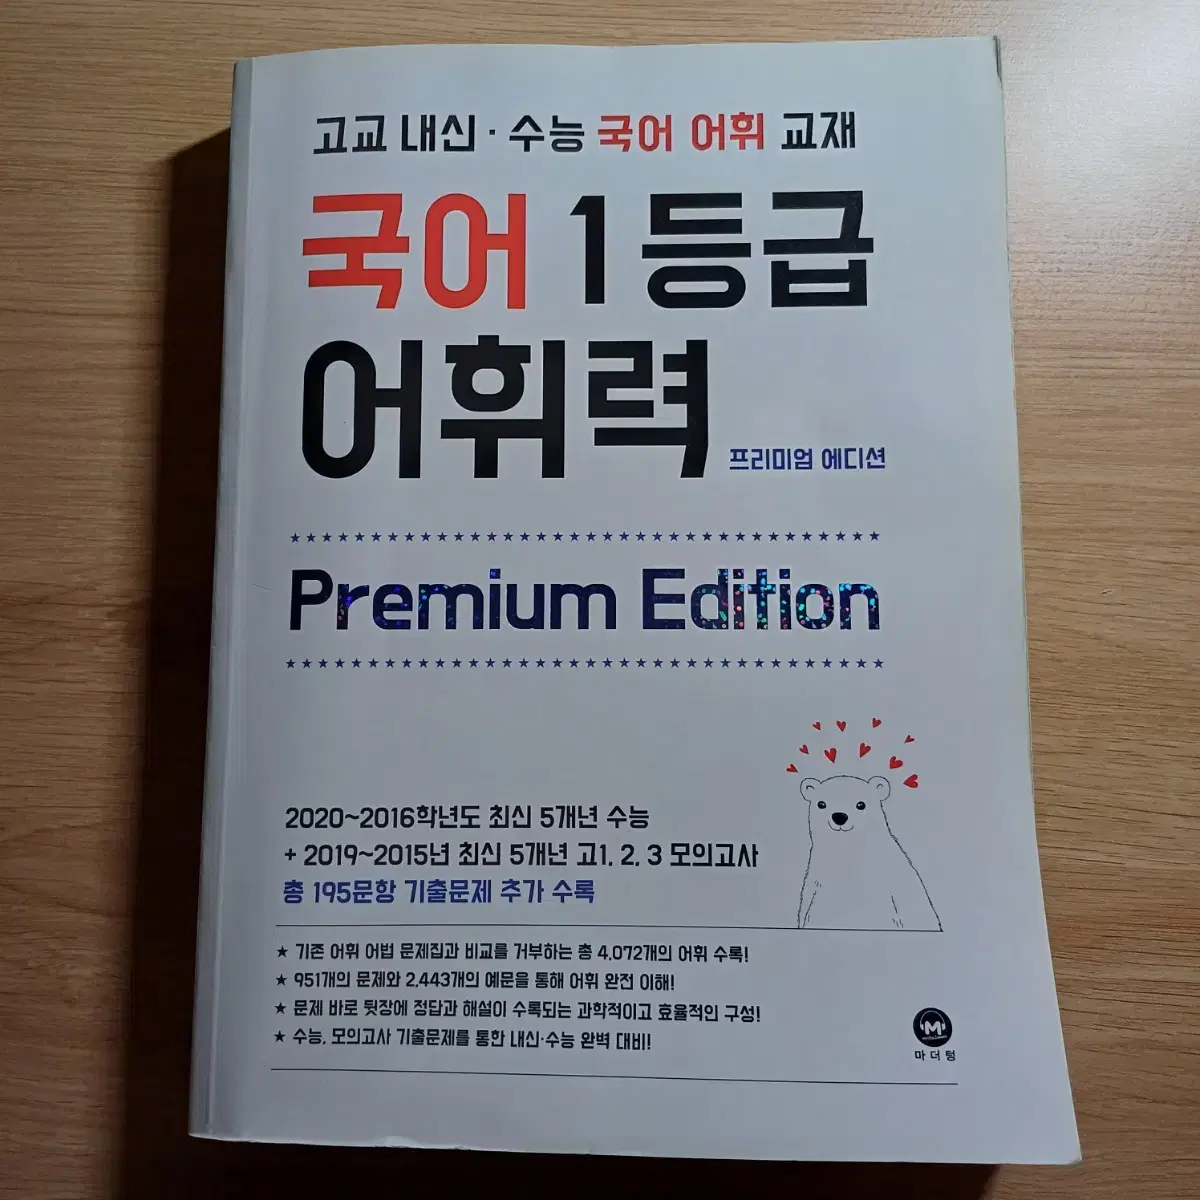 고교 내신 · 수능 국어 어휘 교재
국어 1등급
어휘력 프리미엄 에디션
Premium Edition
2020~2016학년도 최신 5개년 수능
+ 2019~2015년 최신 5개년 고1, 2, 3 모의고사
총 195문항 기출문제 추가 수록
★ 기존 어휘 어법 문제집과 비교를 거부하는 총 4,072개의 어휘 수록!
★ 951개의 문제와 2,443개의 예문을 통해 어휘 완전 이해!
★ 문제 바로 뒷장에 정답과 해설이 수록되는 과학적이고 효율적인 구성!
★ 수능, 모의고사 기출문제를 통한 내신·수능 완벽 대비!
M
마더텅